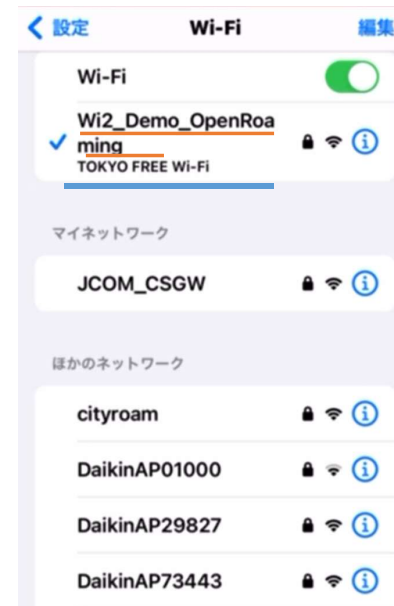 設定
Wi-Fi
編集
Wi-Fi
Wi2_Demo_OpenRoa
ming
TOKYO FREE Wi-Fi
マイネットワーク
JCOM_CSGW
ほかのネットワーク
cityroam
DaikinAP01000
DaikinAP29827
DaikinAP73443